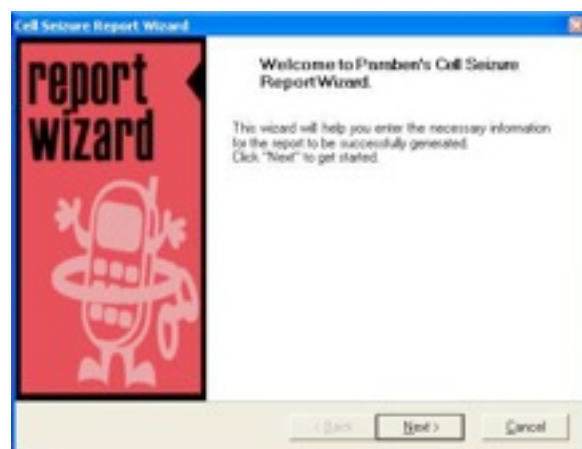 Cell Seizure Report Wizard
report
wizard
Welcome to Paraben's Cell Seizure
Report Wizard.
This wizard will help you enter the necessary information
for the report to be successfully generated.
Click "Next" to get started.
< Back
Next >
Cancel